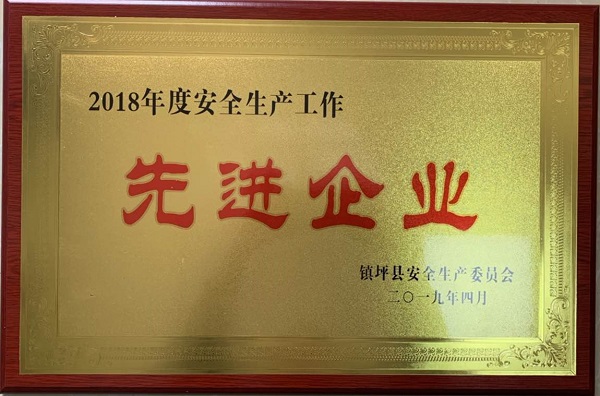 2018年度安全生产工作
先进企业
镇坪县安全生产委员会
二〇一九年四月